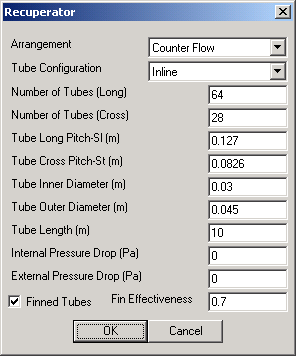 Recuperator
Arrangement Counter Flow
Tube Configuration Inline
Number of Tubes (Long) 64
Number of Tubes (Cross) 28
Tube Long Pitch-Sl (m) 0.127
Tube Cross Pitch-St (m) 0.0826
Tube Inner Diameter (m) 0.03
Tube Outer Diameter (m) 0.045
Tube Length (m) 10
Internal Pressure Drop (Pa) 0
External Pressure Drop (Pa) 0
Finned Tubes Fin Effectiveness 0.7
OK Cancel